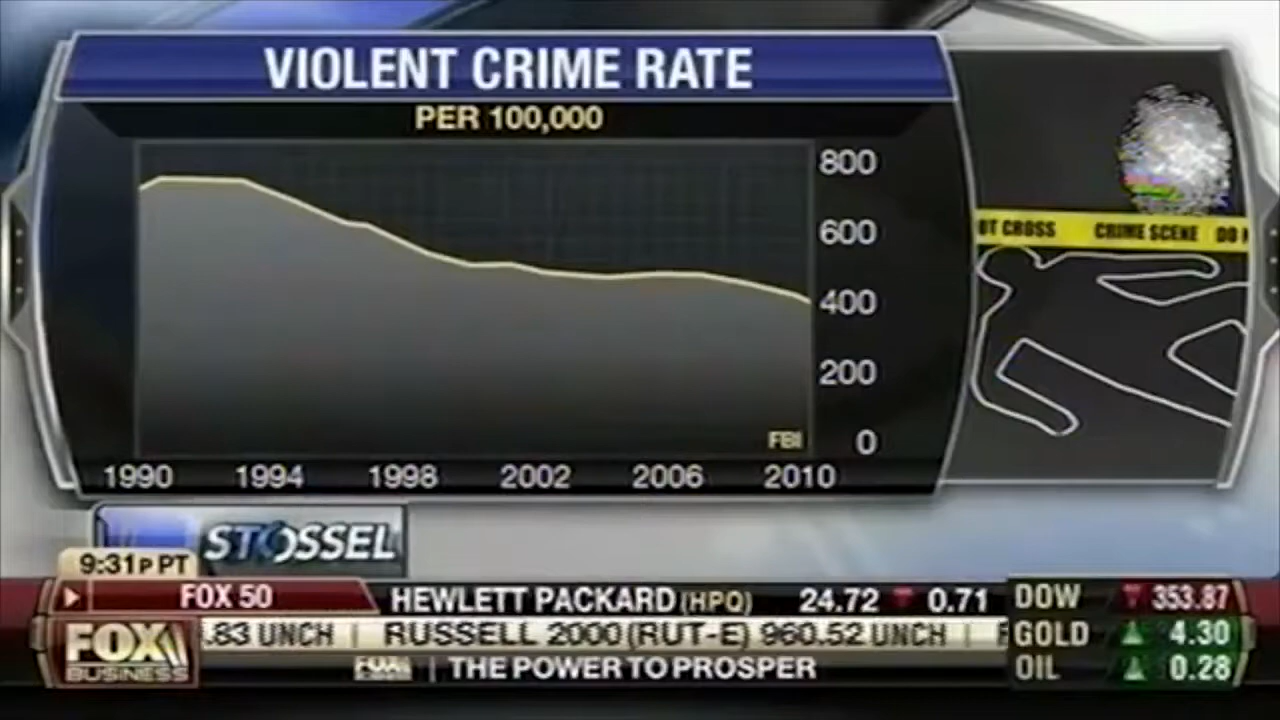 VIOLENT CRIME RATE
PER 100,000
800
600
400
200
0
FBI
1990 1994 1998 2002 2006 2010
CROSS CRIME SCENE DO
STOSSEL
9:31P PT
FOX 50
HEWLETT PACKARD (HPQ) 24.72 0.71
DOW 353.87
FOX BUSINESS
.83 UNCH | RUSSELL 2000 (RUT-E) 960.52 UNCH |
GOLD 4.30
FOX | THE POWER TO PROSPER
OIL 0.28